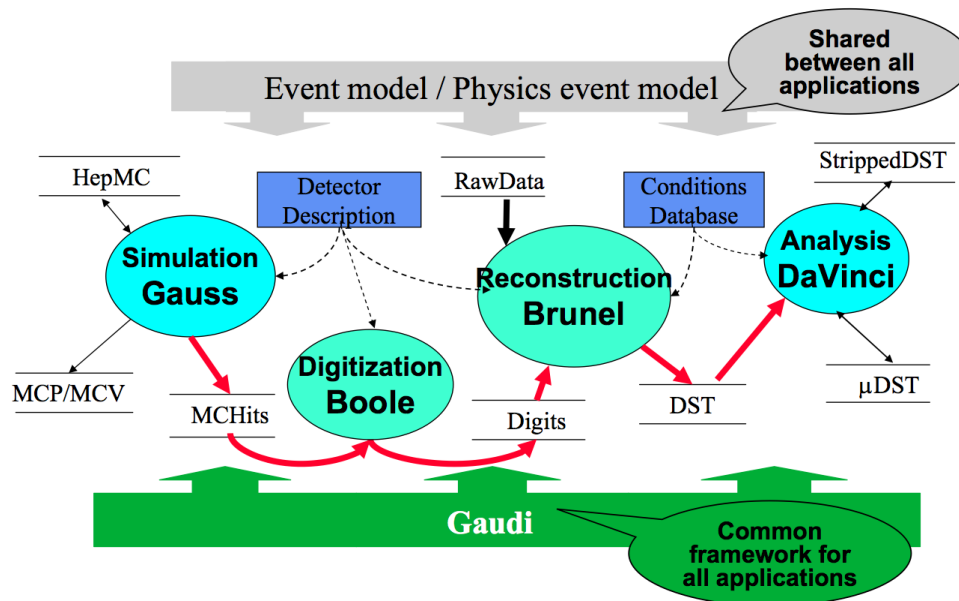 Shared
between all
applications
Event model / Physics event model
HepMC
Detector
Description
RawData
Conditions
Database
StrippedDST
Simulation
Gauss
Reconstruction
Brunel
Analysis
DaVinci
Digitization
Boole
MCP/MCV
MCHits
Digits
DST
μDST
Gaudi
Common
framework for
all applications